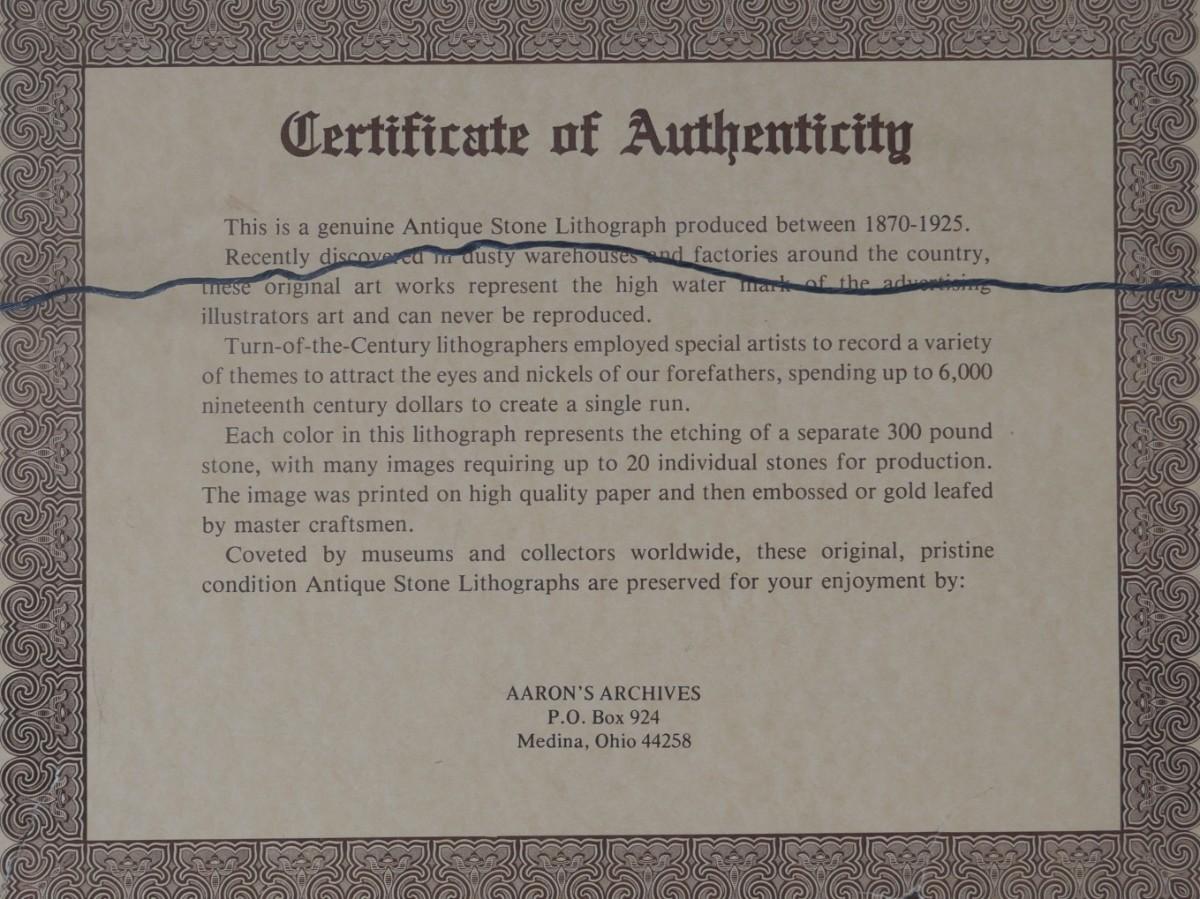 Certificate of Authenticity
This is a genuine Antique Stone Lithograph produced between 1870-1925.
Recently discovered in dusty warehouses and factories around the country,
these original art works represent the high water mark of the advertising
illustrators art and can never be reproduced.
Turn-of-the-Century lithographers employed special artists to record a variety
of themes to attract the eyes and nickels of our forefathers, spending up to 6,000
nineteenth century dollars to create a single run.
Each color in this lithograph represents the etching of a separate 300 pound
stone, with many images requiring up to 20 individual stones for production.
The image was printed on high quality paper and then embossed or gold leafed
by master craftsmen.
Coveted by museums and collectors worldwide, these original, pristine
condition Antique Stone Lithographs are preserved for your enjoyment by:
AARON'S ARCHIVES
P.O. Box 924
Medina, Ohio 44258